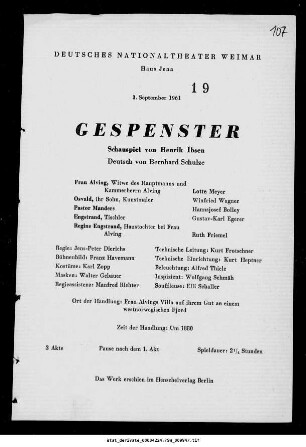 107
DEUTSCHES NATIONALTHEATER WEIMAR
Haus Jena
19
3. September 1961
GESPENSTER
Schauspiel von Henrik Ibsen
Deutsch von Bernhard Schulze
Frau Alving, Witwe des Hauptmanns und Kammerherrn Alving Lotte Meyer
Osvald, ihr Sohn, Kunstmaler Winfried Wagner
Pastor Manders Hannsjosef Bolley
Engstrand, Tischler Gustav-Karl Egerer
Regine Engstrand, Haustochter bei Frau Alving Ruth Friemel
Regie: Jens-Peter Dierichs Technische Leitung: Kurt Fretschner
Bühnenbild: Franz Havemann Technische Einrichtung: Kurt Heptner
Kostüme: Karl Zopp Beleuchtung: Alfred Thiele
Masken: Walter Geissner Inspizient: Wolfgang Schmidt
Regieassistenz: Manfred Richter Souffleuse: Elli Schaller
Ort der Handlung: Frau Alvings Villa auf ihrem Gut an einem
westnorwegischen Fjord
Zeit der Handlung: Um 1880
3 Akte Pause nach dem 1. Akt Spieldauer: 2½ Stunden
Das Werk erschien im Henschelverlag Berlin